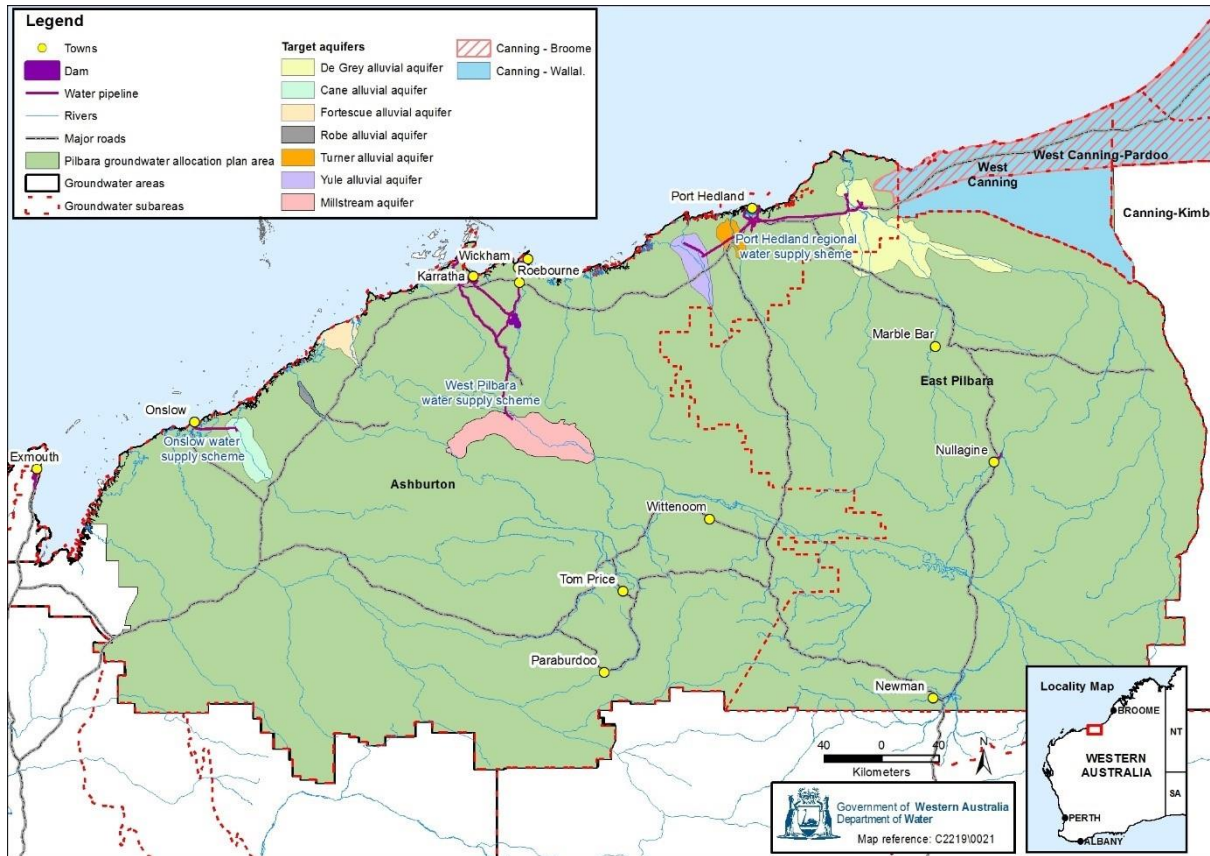 Legend
Towns
Dam
Water pipeline
Rivers
Major roads
Pilbara groundwater allocation plan area
Groundwater areas
Groundwater subareas
Target aquifers
De Grey alluvial aquifer
Cane alluvial aquifer
Fortescue alluvial aquifer
Robe alluvial aquifer
Turner alluvial aquifer
Yule alluvial aquifer
Millstream aquifer
Canning - Broome
Canning - Wallal.
West Canning-Pardoo
West
Canning
Canning-Kimb
Port Hedland
Port Hedland regional
water supply sheme
Wickham
Roebourne
Karratha
Marble Bar
East Pilbara
West Pilbara
water supply scheme
Onslow
Onslow water
supply scheme
Exmouth
Nullagine
Ashburton
Wittenoom
Tom Price
Paraburdoo
Newman
40 0 40
Kilometers
N
Government of Western Australia
Department of Water
Map reference: C2219\0021
Locality Map
BROOME
NT
WESTERN
AUSTRALIA
SA
PERTH
ALBANY